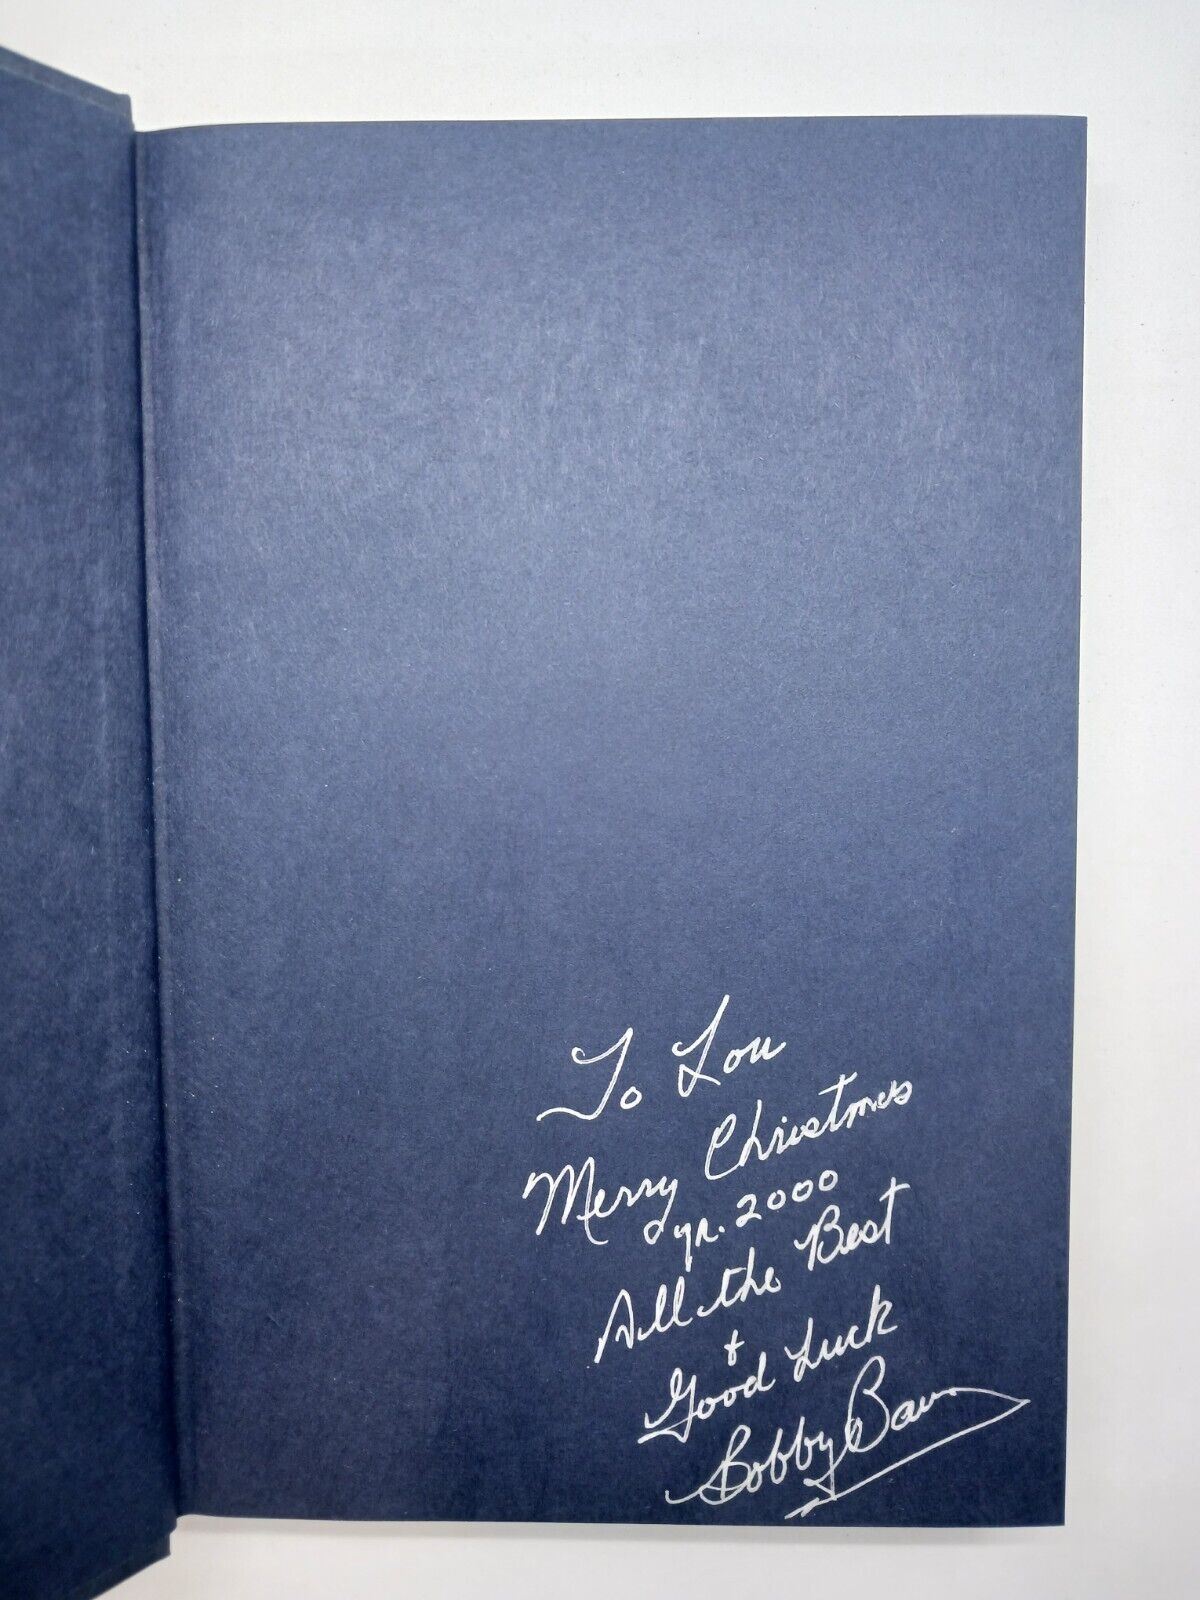 To Lou
Merry Christmas
yr. 2000
All the Best
+
Good Luck
Bobby Baun